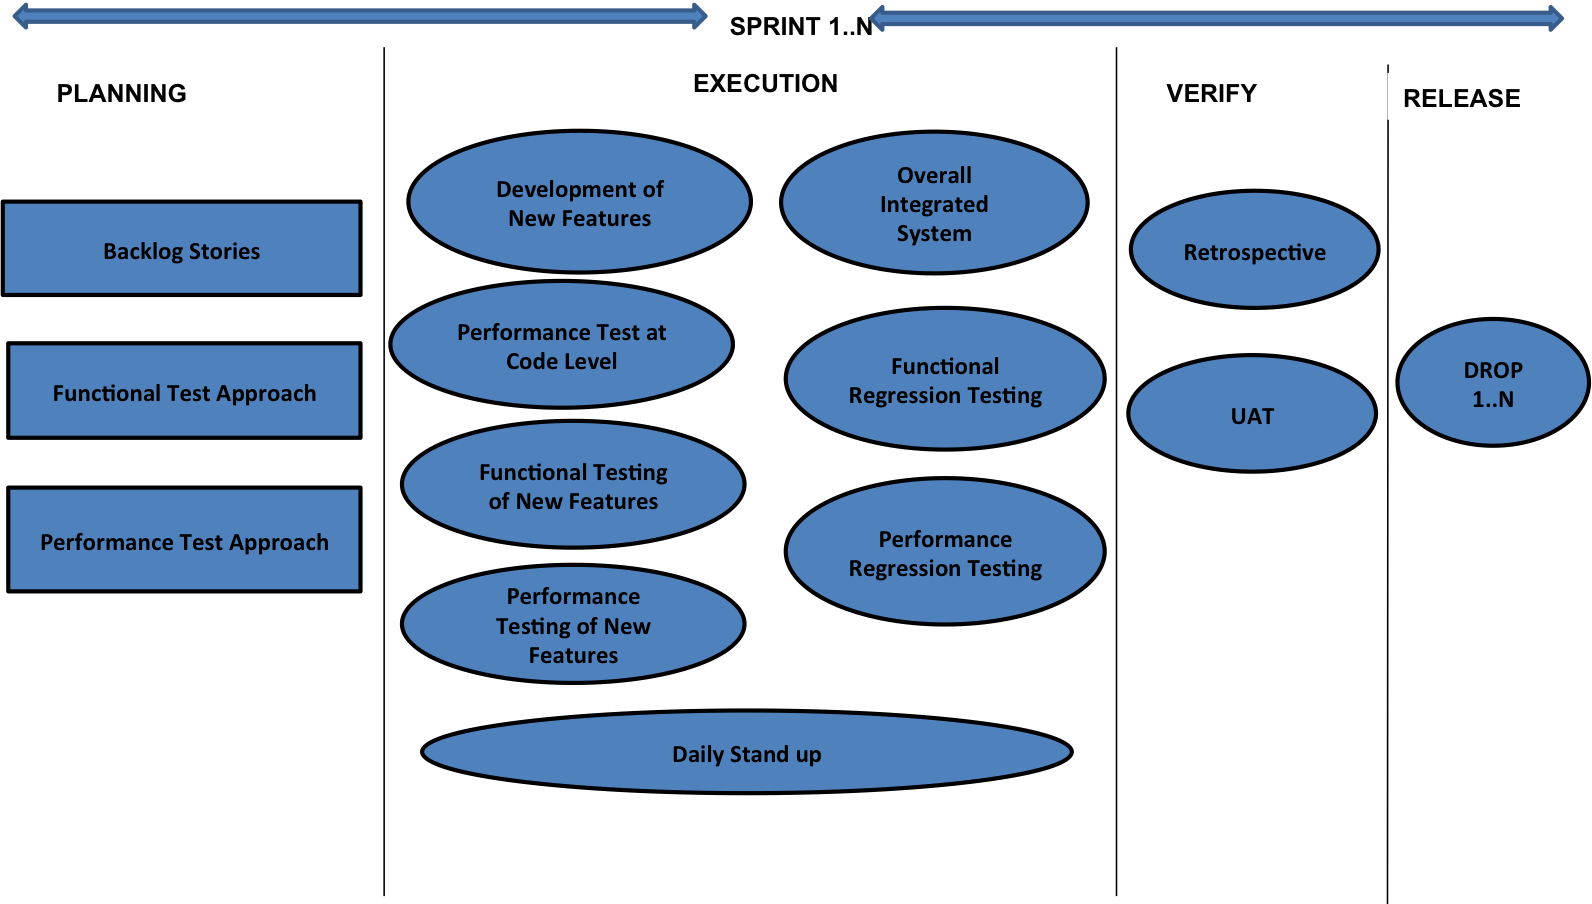 SPRINT 1..N
PLANNING
EXECUTION
VERIFY
RELEASE
Backlog Stories
Functional Test Approach
Performance Test Approach
Development of
New Features
Performance Test at
Code Level
Functional Testing
of New Features
Performance
Testing of New
Features
Overall
Integrated
System
Functional
Regression Testing
Performance
Regression Testing
Daily Stand up
Retrospective
UAT
DROP
1..N